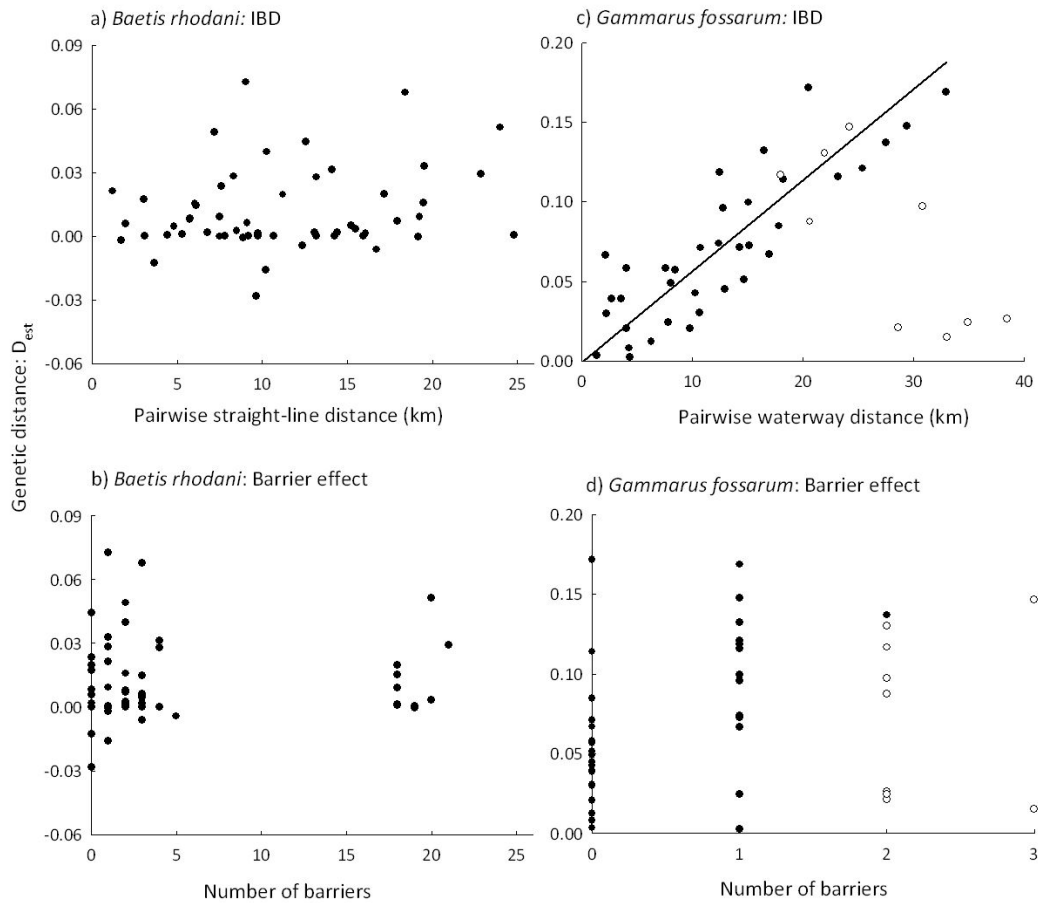 a) Baetis rhodani: IBD
0.09
0.06
0.03
0.00
-0.03
-0.06
0 5 10 15 20 25
Pairwise straight-line distance (km)
c) Gammarus fossarum: IBD
0.20
0.15
0.10
0.05
0.00
0 10 20 30 40
Pairwise waterway distance (km)
Genetic distance: Dest
b) Baetis rhodani: Barrier effect
0.09
0.06
0.03
0.00
-0.03
-0.06
0 5 10 15 20 25
Number of barriers
d) Gammarus fossarum: Barrier effect
0.20
0.15
0.10
0.05
0.00
0 1 2 3
Number of barriers